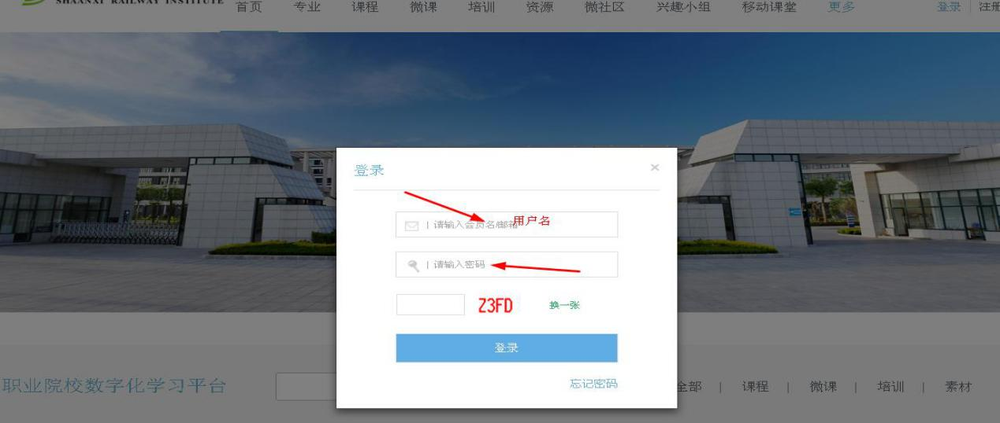 SHAANXI RAILWAY INSTITUTE
首页 专业 课程 微课 培训 资源 微社区 兴趣小组 移动课堂 更多 登录 | 注册
登录 ×
| 请输入会员名/邮箱 用户名
| 请输入密码
Z3FD 换一张
登录
忘记密码
职业院校数字化学习平台 全部 | 课程 | 微课 | 培训 | 素材